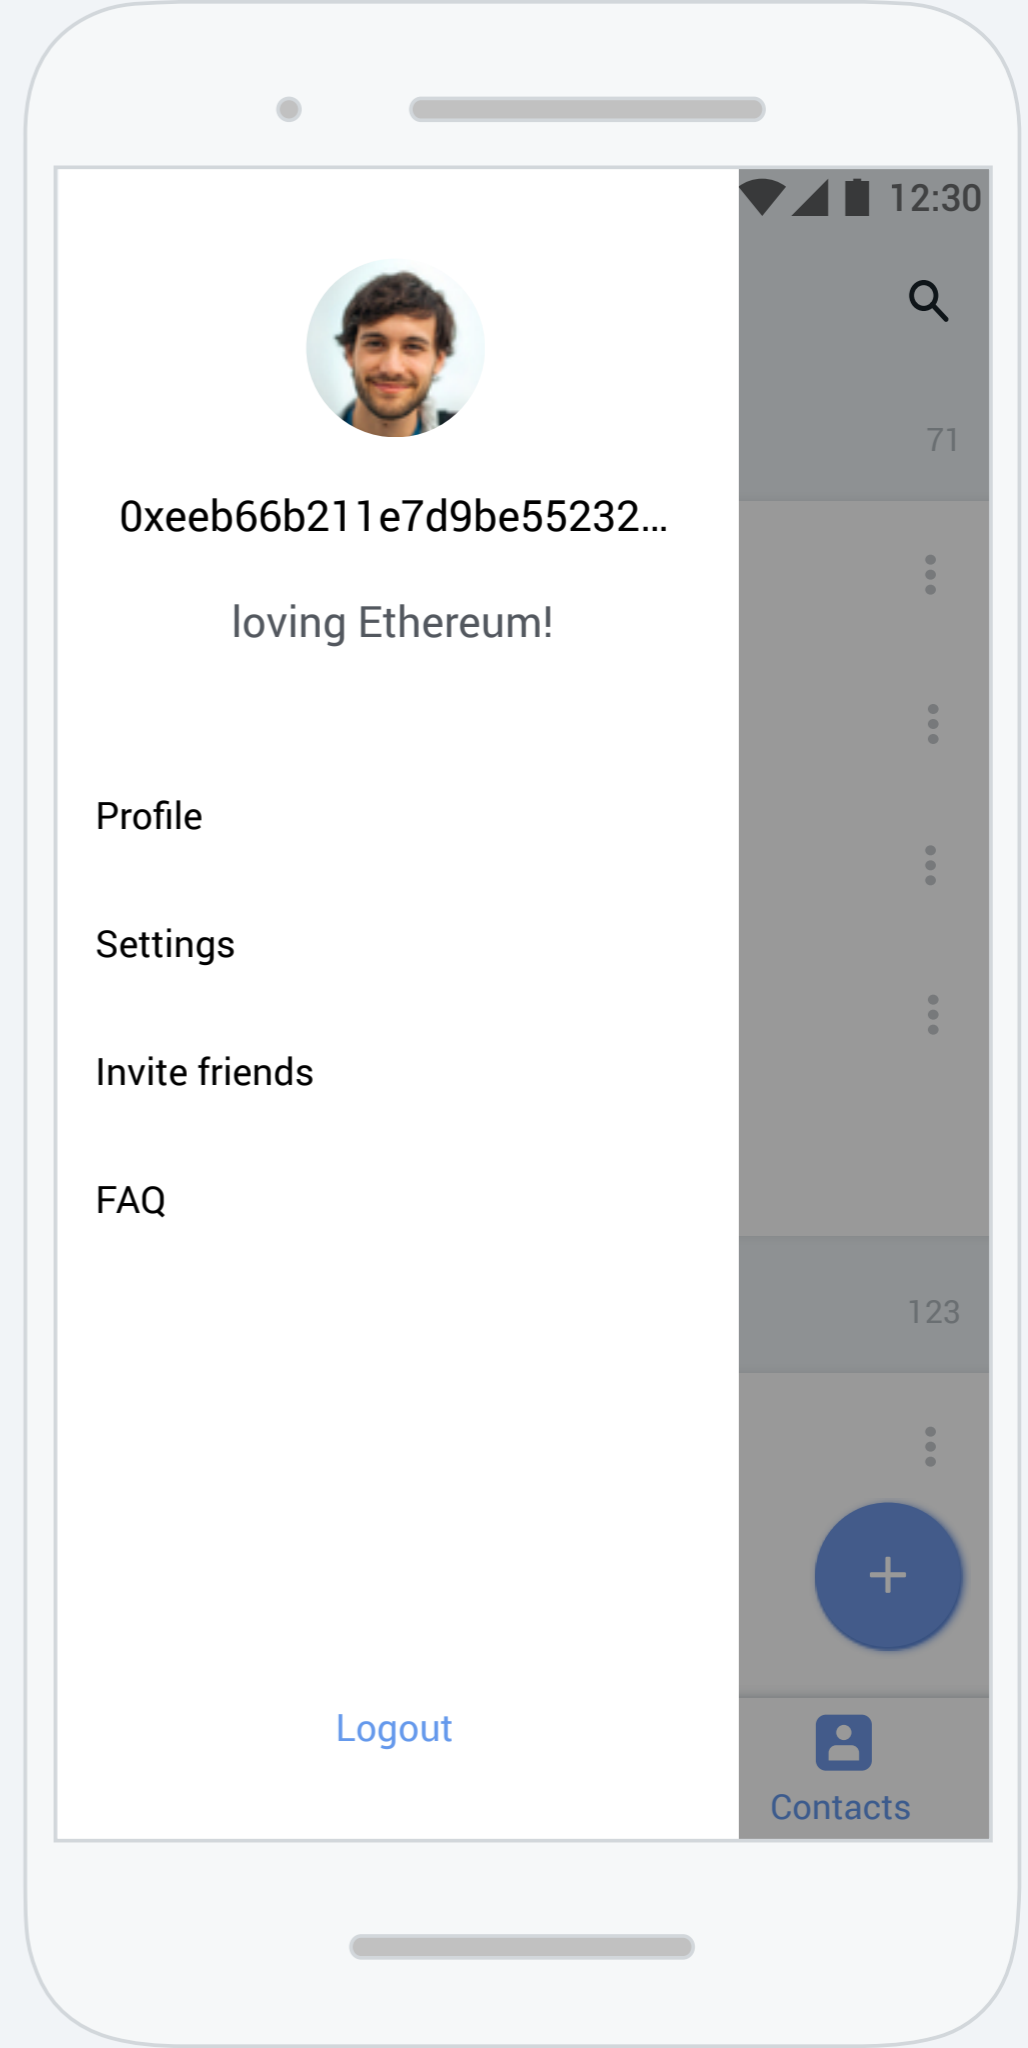 12:30
71
0xeeb66b211e7d9be55232...
loving Ethereum!
Profile
Settings
Invite friends
FAQ
123
Logout
Contacts